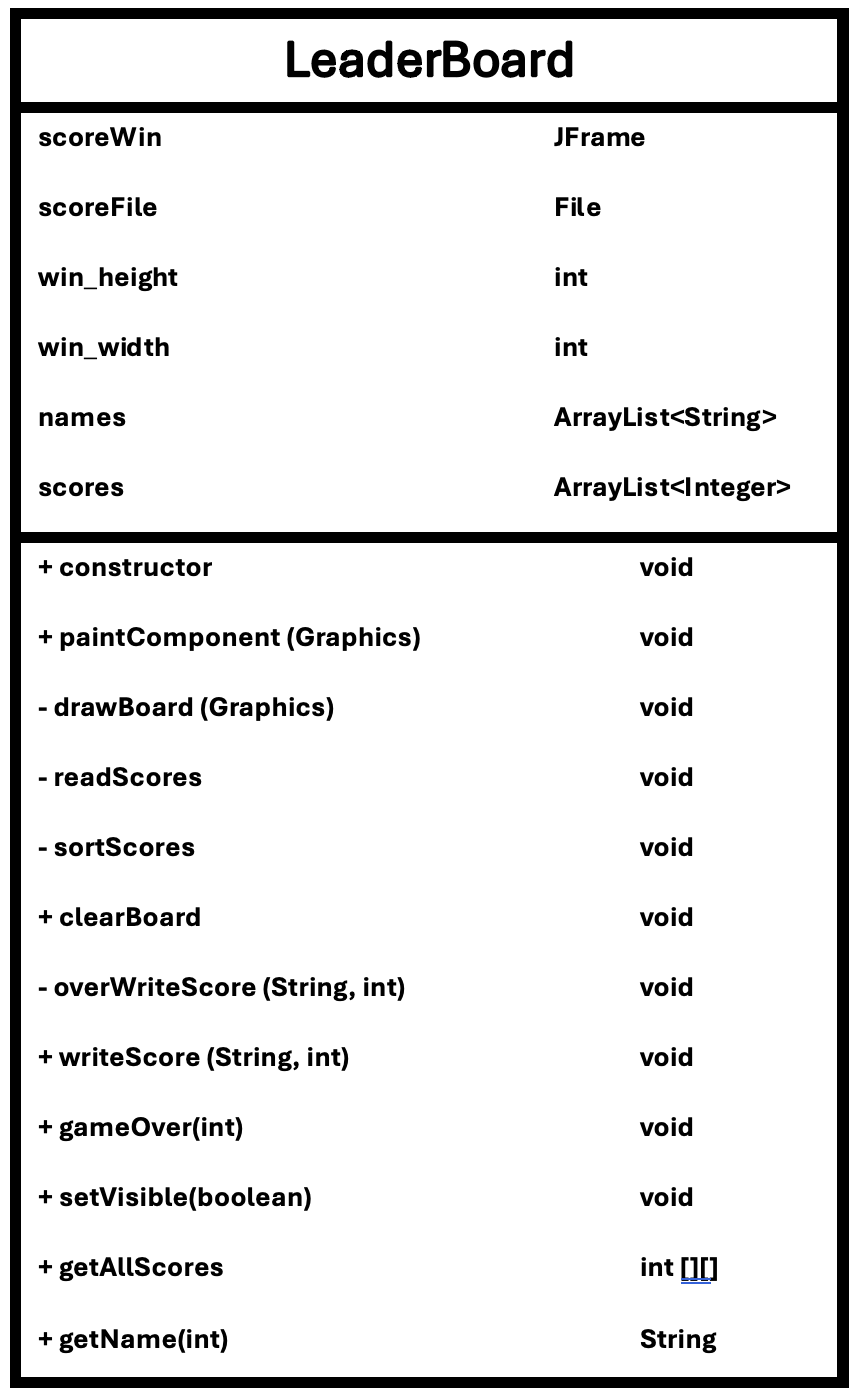 LeaderBoard
scoreWin JFrame
scoreFile File
win_height int
win_width int
names ArrayList<String>
scores ArrayList<Integer>
+ constructor void
+ paintComponent (Graphics) void
- drawBoard (Graphics) void
- readScores void
- sortScores void
+ clearBoard void
- overWriteScore (String, int) void
+ writeScore (String, int) void
+ gameOver(int) void
+ setVisible(boolean) void
+ getAllScores int [][]
+ getName(int) String